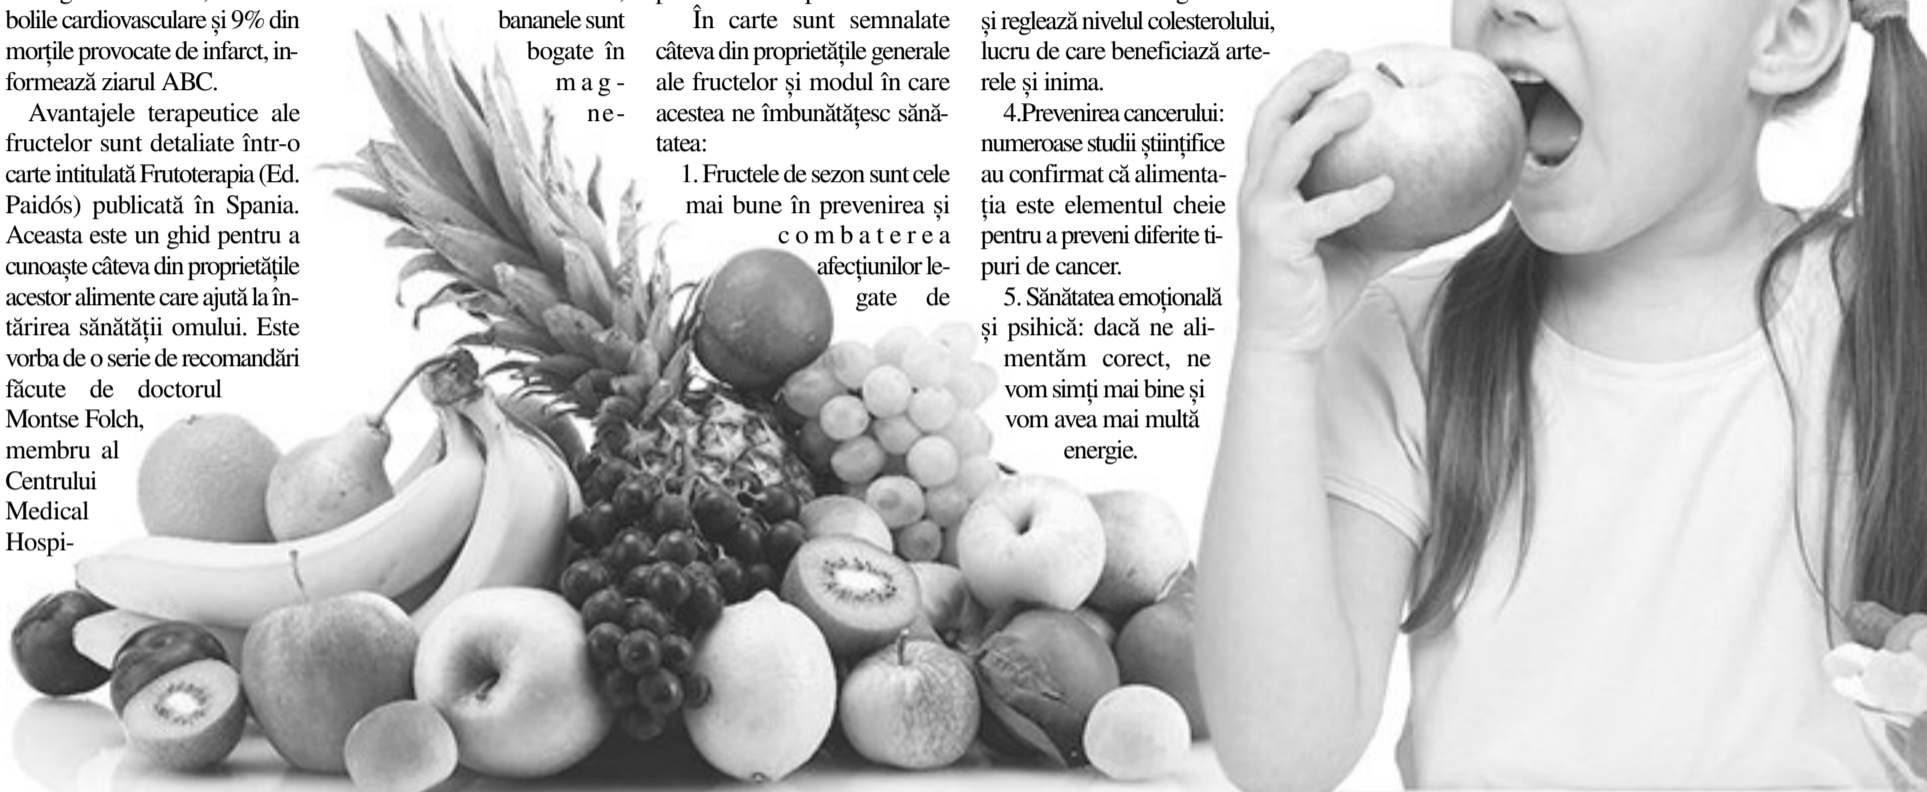 bolile cardiovasculare și 9% din
morțile provocate de infarct, in-
formează ziarul ABC.
Avantajele terapeutice ale
fructelor sunt detaliate într-o
carte intitulată Frutoterapia (Ed.
Paidós) publicată în Spania.
Aceasta este un ghid pentru a
cunoaște câteva din proprietățile
acestor alimente care ajută la în-
tărirea sănătății omului. Este
vorba de o serie de recomandări
făcute de doctorul
Montse Folch,
membru al
Centrului
Medical
Hospi-
bananele sunt
bogate în
mag-
ne-
În carte sunt semnalate
câteva din proprietățile generale
ale fructelor și modul în care
acestea ne îmbunătățesc sănă-
tatea:
1. Fructele de sezon sunt cele
mai bune în prevenirea și
combaterea
afecțiunilor le-
gate de
și reglează nivelul colesterolului,
lucru de care beneficiază arte-
rele și inima.
4.Prevenirea cancerului:
numeroase studii științifice
au confirmat că alimenta-
ția este elementul cheie
pentru a preveni diferite ti-
puri de cancer.
5. Sănătatea emoțională
și psihică: dacă ne ali-
mentăm corect, ne
vom simți mai bine și
vom avea mai multă
energie.